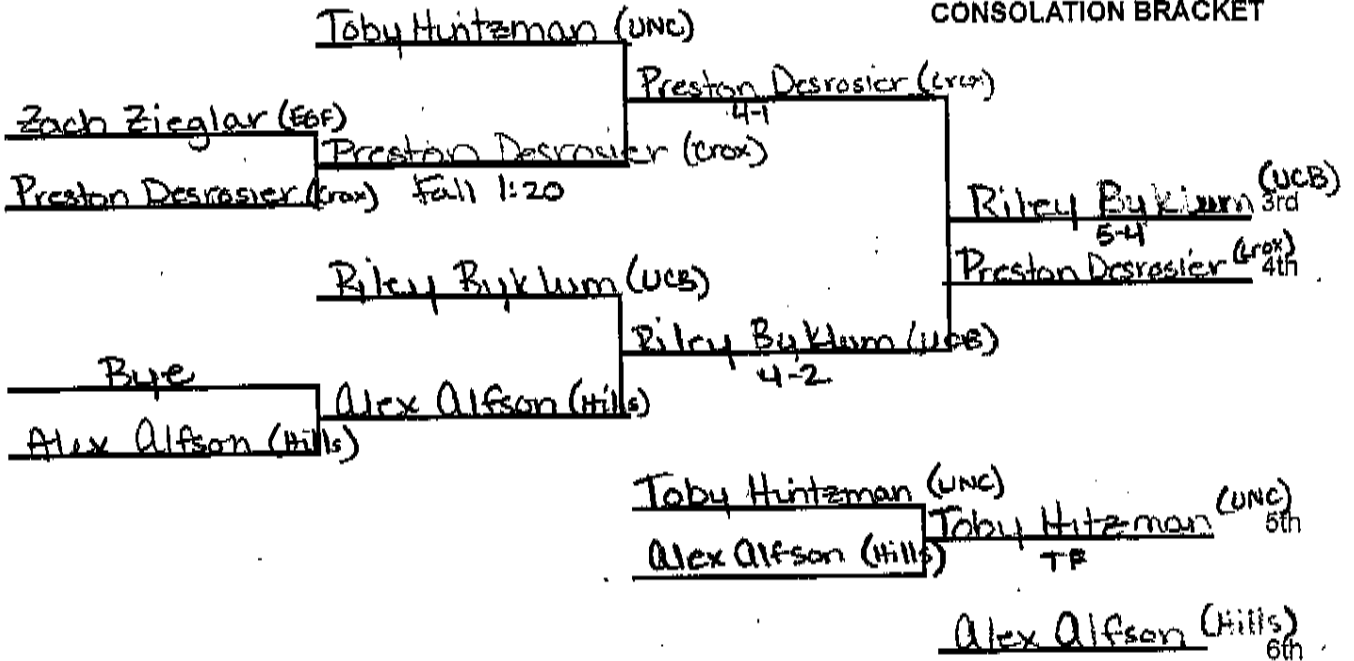 CONSOLATION BRACKET
Toby Huntzman (UNC)
Preston Desrosier (Crox)
4-1
Zach Zieglar (EGF)
Preston Desrosier (Crox)
Preston Desrosier (Crox)
Fall 1:20
Riley Byklum (UCB)
3rd
5-4
Preston Desrosier (Crox)
4th
Riley Byklum (UCB)
Riley Byklum (UCB)
4-2
Bye
Alex Alfson (Hills)
Alex Alfson (Hills)
Toby Huntzman (UNC)
Toby Hitzman (UNC)
5th
Alex Alfson (Hills)
TF
Alex Alfson (Hills)
6th